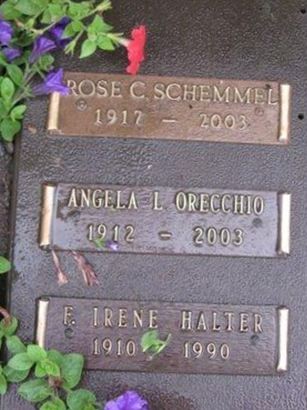 ROSE C. SCHEMMEL
1917 - 2003
ANGELA L ORECCHIO
1912 - 2003
F. IRENE HALTER
1910 1990